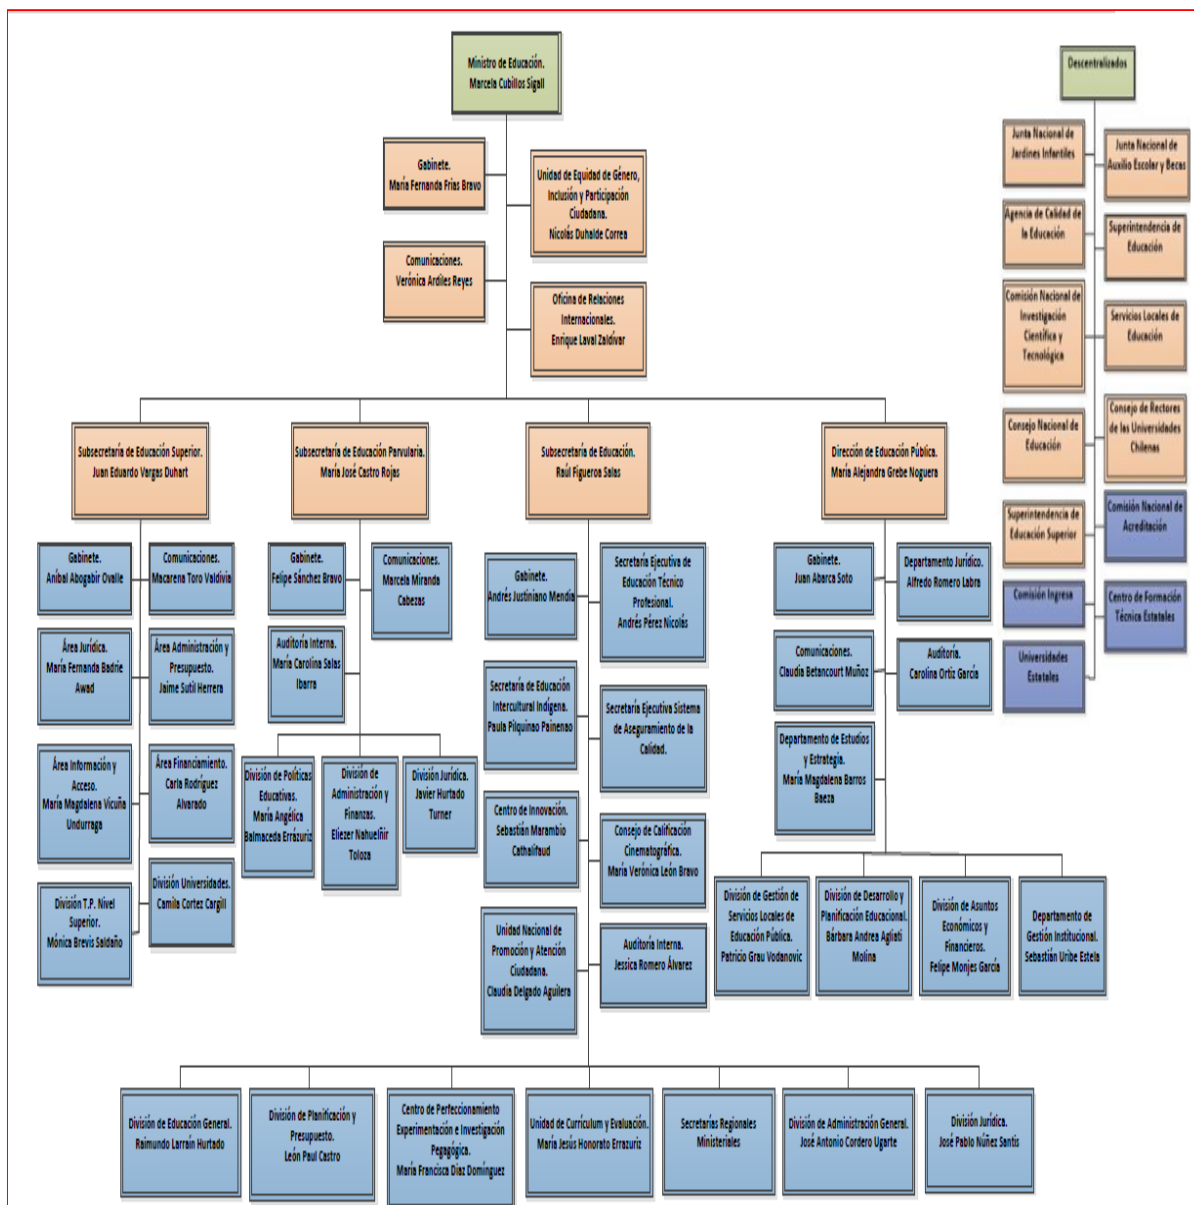 Ministro de Educación.
Marcela Cubillos Sigall
Gabinete.
María Fernanda Frias Bravo
Unidad de Equidad de Género,
Inclusión y Participación
Ciudadana.
Nicolás Duhalde Correa
Comunicaciones.
Verónica Ardiles Reyes
Oficina de Relaciones
Internacionales.
Enrique Laval Zaldívar
Descentralizados
Junta Nacional de
Jardines Infantiles
Junta Nacional de
Auxilio Escolar y Becas
Agencia de Calidad de
la Educación
Superintendencia de
Educación
Comisión Nacional de
Investigación
Científica y
Tecnológica
Servicios Locales de
Educación
Consejo Nacional de
Educación
Consejo de Rectores
de las Universidades
Chilenas
Superintendencia de
Educación Superior
Comisión Nacional de
Acreditación
Comisión Ingresa
Centro de Formación
Técnica Estatales
Universidades
Estatales
Subsecretaría de Educación Superior.
Juan Eduardo Vargas Duhart
Gabinete.
Aníbal Abogabir Ovalle
Comunicaciones.
Macarena Toro Valdivia
Área Jurídica.
María Fernanda Badrie
Awad
Área Administración y
Presupuesto.
Jaime Sutil Herrera
Área Información y
Acceso.
María Magdalena Vicuña
Undurraga
Área Financiamiento.
Carla Rodríguez
Alvarado
División T.P. Nivel
Superior.
Mónica Brevis Saldaño
División Universidades.
Camila Cortez Cargill
Subsecretaría de Educación Parvularia.
María José Castro Rojas
Gabinete.
Felipe Sánchez Bravo
Comunicaciones.
Marcela Miranda
Cabezas
Auditoría Interna.
María Carolina Salas
Ibarra
División de Políticas
Educativas.
María Angélica
Balmaceda Errázuriz
División de
Administración y
Finanzas.
Eliezer Nahuelñir
Toloza
División Jurídica.
Javier Hurtado
Turner
Subsecretaría de Educación.
Raúl Figueroa Salas
Gabinete.
Andrés Justiniano Mendía
Secretaría Ejecutiva de
Educación Técnico
Profesional.
Andrés Pérez Nicolás
Secretaría de Educación
Intercultural Indígena.
Paula Pilquinao Painenao
Secretaría Ejecutiva Sistema
de Aseguramiento de la
Calidad.
Centro de Innovación.
Sebastián Marambio
Cathalifaud
Consejo de Calificación
Cinematográfica.
María Verónica León Bravo
Unidad Nacional de
Promoción y Atención
Ciudadana.
Claudia Delgado Aguilera
Auditoría Interna.
Jessica Romero Álvarez
Dirección de Educación Pública.
María Alejandra Grebe Noguera
Gabinete.
Juan Abarca Soto
Departamento Jurídico.
Alfredo Romero Labra
Comunicaciones.
Claudia Betancourt Muñoz
Auditoría.
Carolina Ortiz García
Departamento de Estudios
y Estrategia.
María Magdalena Barros
Baeza
División de Gestión de
Servicios Locales de
Educación Pública.
Patricio Grau Vodanovic
División de Desarrollo y
Planificación Educacional.
Bárbara Andrea Agliati
Molina
División de Asuntos
Económicos y
Financieros.
Felipe Monjes García
Departamento de
Gestión Institucional.
Sebastián Uribe Estela
División de Educación General.
Raimundo Larraín Hurtado
División de Planificación y
Presupuesto.
León Paul Castro
Centro de Perfeccionamiento
Experimentación e Investigación
Pegagógica.
María Francisca Díaz Domínguez
Unidad de Currículum y Evaluación.
María Jesús Honorato Errazuriz
Secretarías Regionales
Ministeriales
División de Administración General.
José Antonio Cordero Ugarte
División Jurídica.
José Pablo Núñez Santis